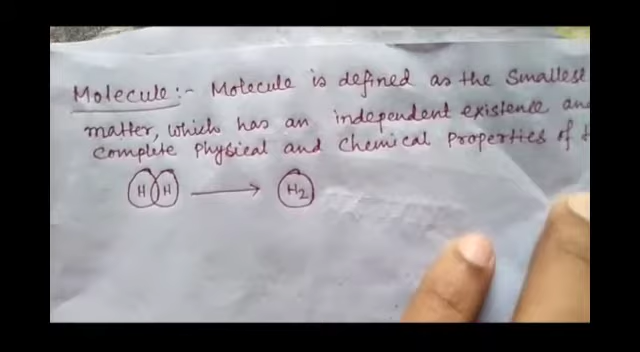 Molecule :- Molecule is defined as the smallest
matter, which has an independent existence and
complete Physical and chemical Properties of
H H → H₂